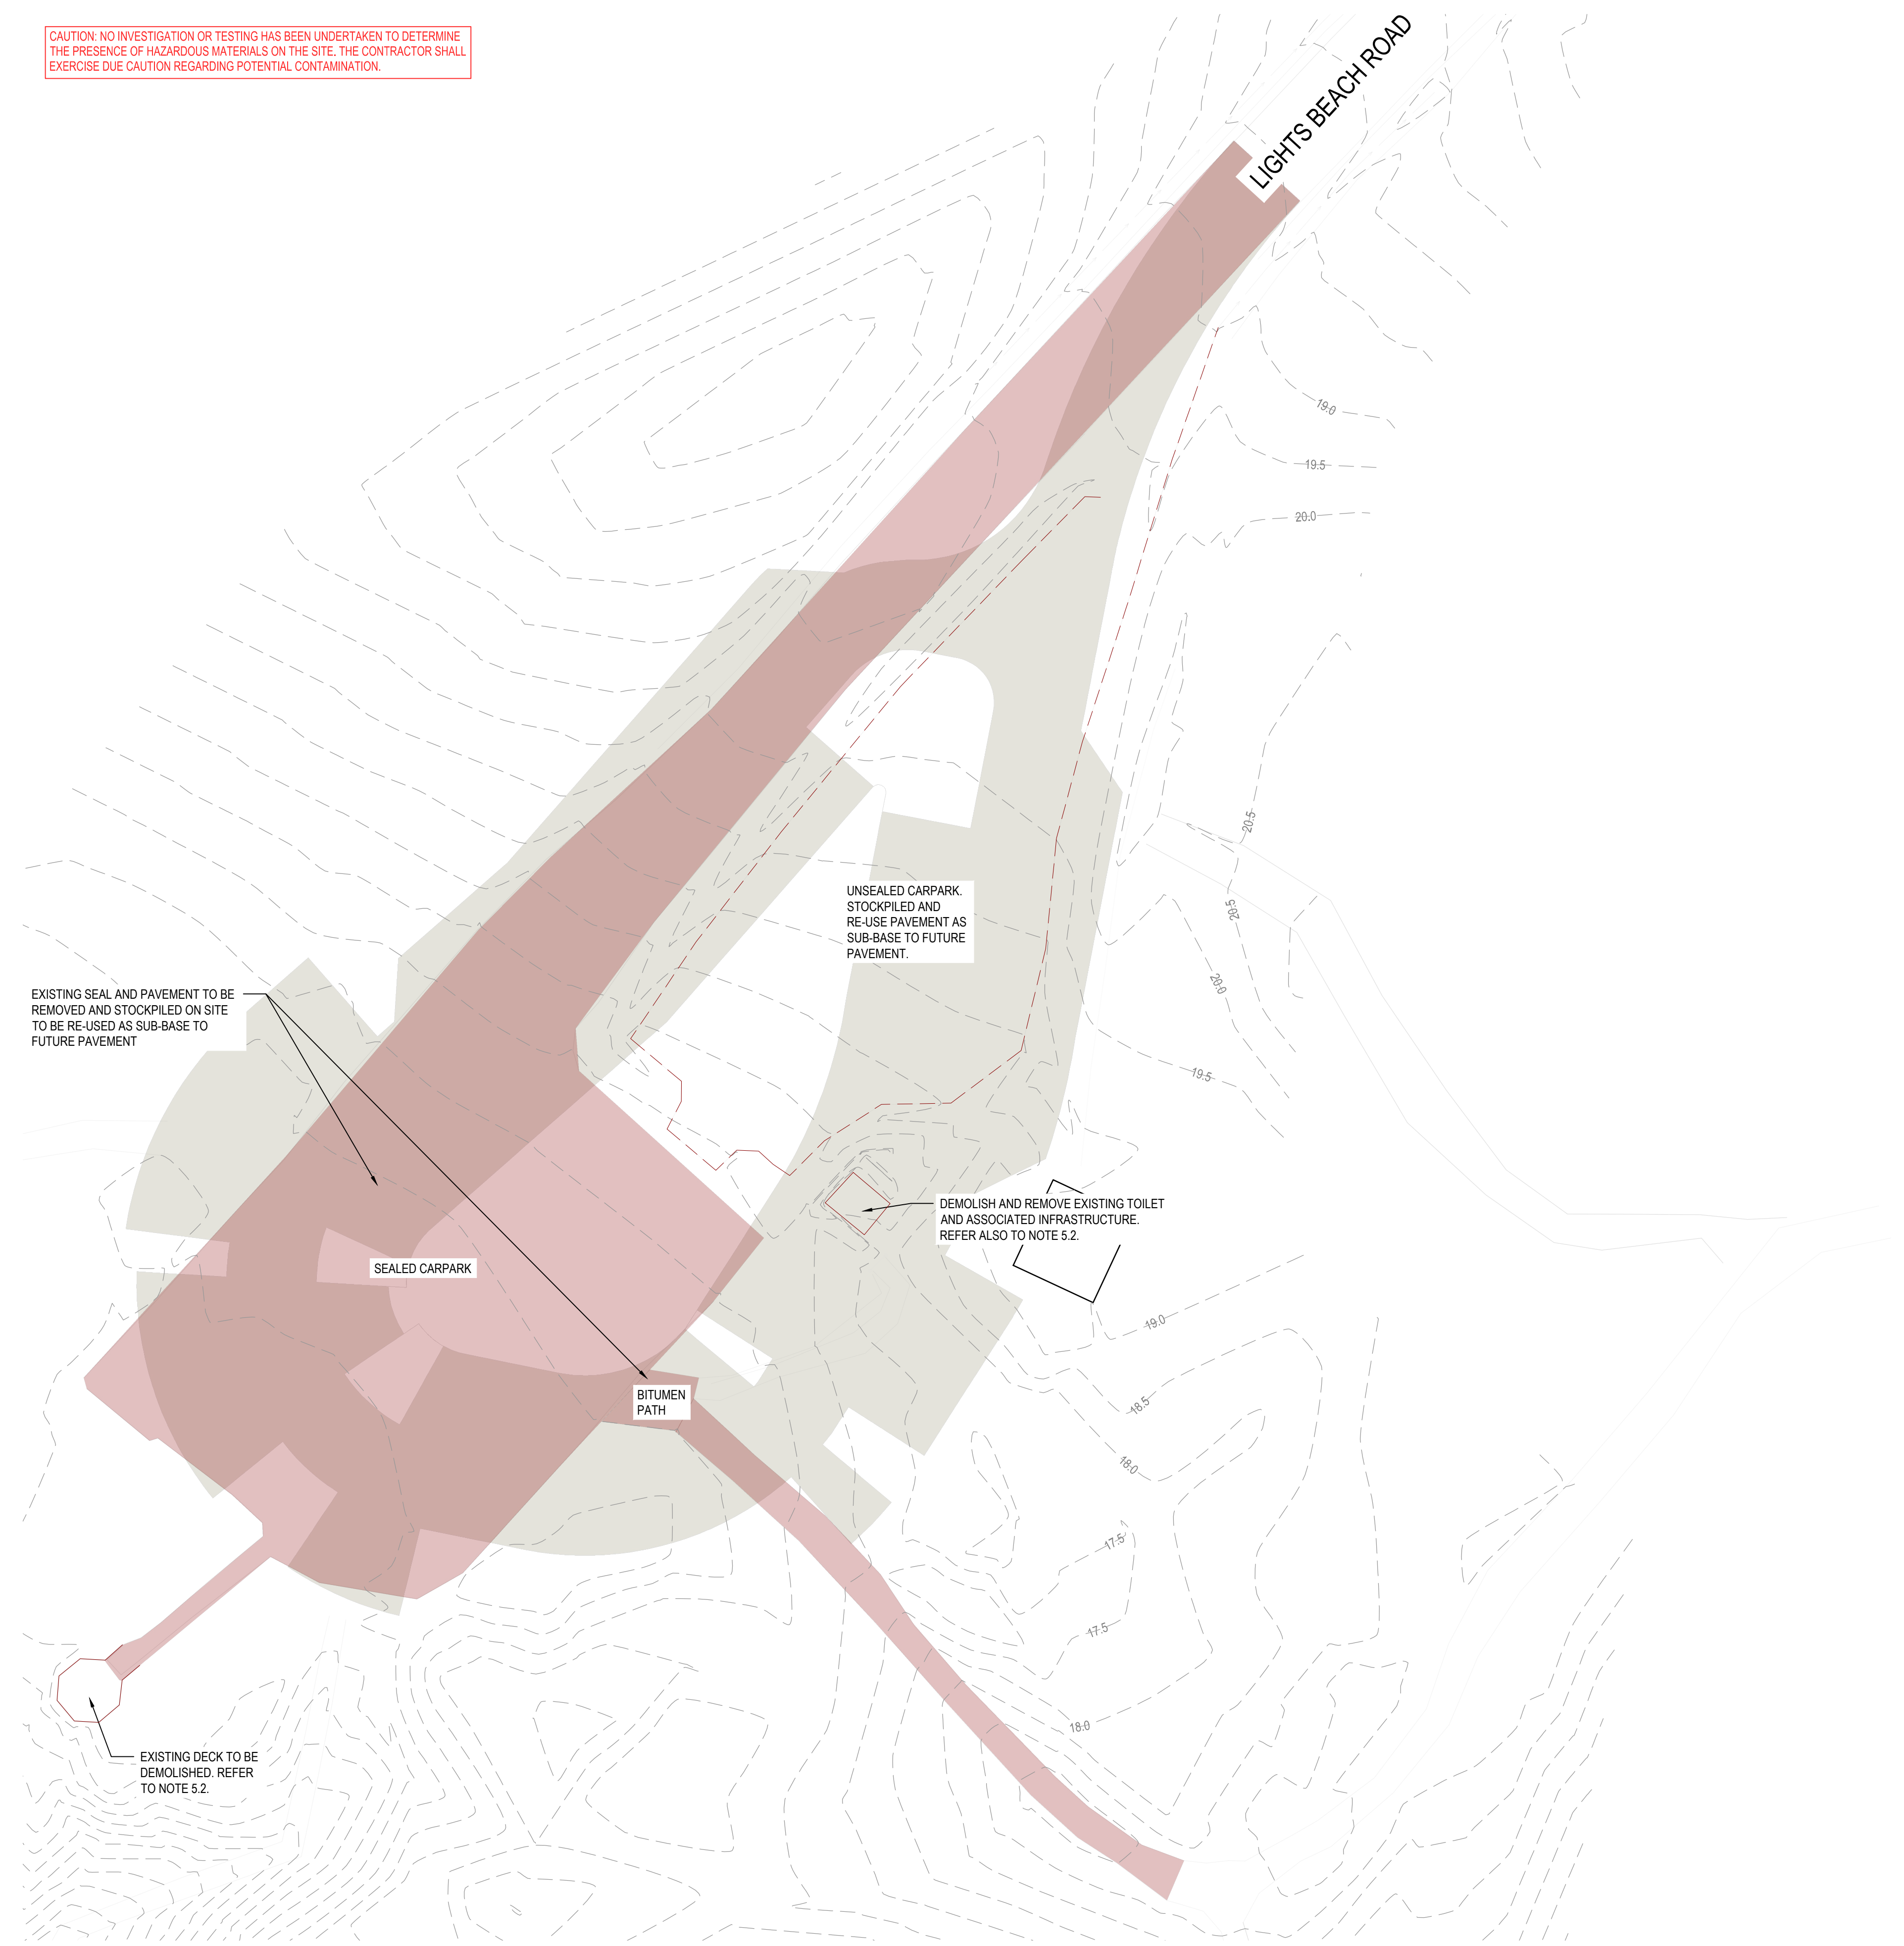 CAUTION: NO INVESTIGATION OR TESTING HAS BEEN UNDERTAKEN TO DETERMINE
THE PRESENCE OF HAZARDOUS MATERIALS ON THE SITE. THE CONTRACTOR SHALL
EXERCISE DUE CAUTION REGARDING POTENTIAL CONTAMINATION.
LIGHTS BEACH ROAD
19.0
19.5
20.0
20.5
UNSEALED CARPARK.
STOCKPILED AND
RE-USE PAVEMENT AS
SUB-BASE TO FUTURE
PAVEMENT.
20.5
20.0
EXISTING SEAL AND PAVEMENT TO BE
REMOVED AND STOCKPILED ON SITE
TO BE RE-USED AS SUB-BASE TO
FUTURE PAVEMENT
19.5
DEMOLISH AND REMOVE EXISTING TOILET
AND ASSOCIATED INFRASTRUCTURE.
REFER ALSO TO NOTE 5.2.
SEALED CARPARK
19.0
BITUMEN
PATH
18.5
18.0
17.5
17.5
18.0
EXISTING DECK TO BE
DEMOLISHED. REFER
TO NOTE 5.2.